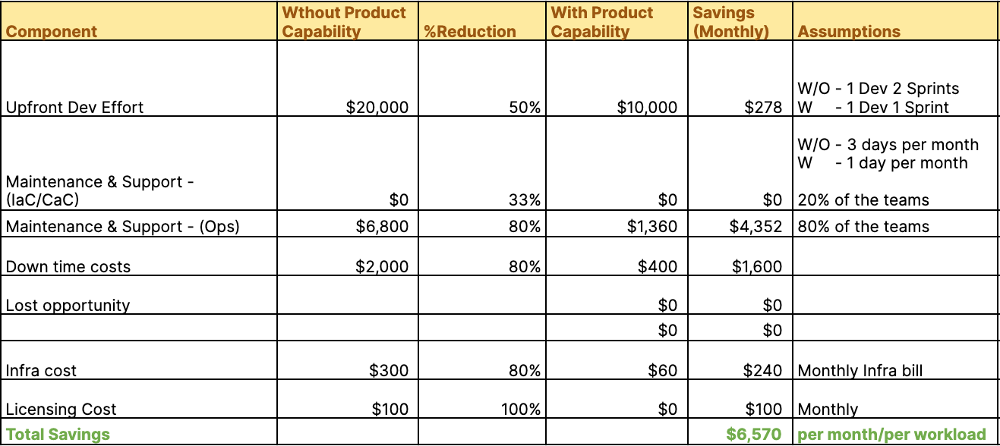 Component Wthout Product Capability %Reduction With Product Capability Savings (Monthly) Assumptions
Upfront Dev Effort $20,000 50% $10,000 $278 W/O - 1 Dev 2 Sprints
W - 1 Dev 1 Sprint
Maintenance & Support -
(IaC/CaC) $0 33% $0 $0 W/O - 3 days per month
W - 1 day per month
20% of the teams
Maintenance & Support - (Ops) $6,800 80% $1,360 $4,352 80% of the teams
Down time costs $2,000 80% $400 $1,600
Lost opportunity $0 $0
$0 $0
Infra cost $300 80% $60 $240 Monthly Infra bill
Licensing Cost $100 100% $0 $100 Monthly
Total Savings $6,570 per month/per workload